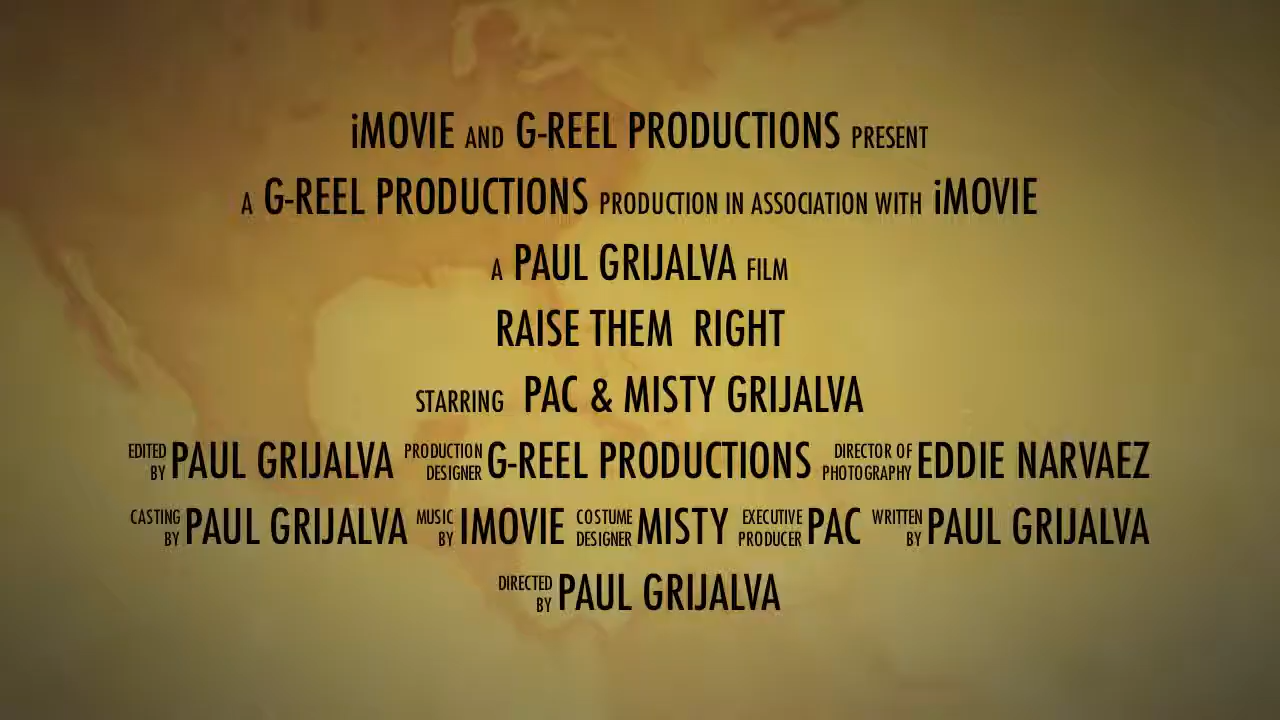 iMOVIE AND G-REEL PRODUCTIONS PRESENT
A G-REEL PRODUCTIONS PRODUCTION IN ASSOCIATION WITH iMOVIE
A PAUL GRIJALVA FILM
RAISE THEM RIGHT
STARRING PAC & MISTY GRIJALVA
EDITED BY PAUL GRIJALVA PRODUCTION DESIGNER G-REEL PRODUCTIONS DIRECTOR OF PHOTOGRAPHY EDDIE NARVAEZ
CASTING BY PAUL GRIJALVA MUSIC BY IMOVIE COSTUME DESIGNER MISTY EXECUTIVE PRODUCER PAC WRITTEN BY PAUL GRIJALVA
DIRECTED BY PAUL GRIJALVA